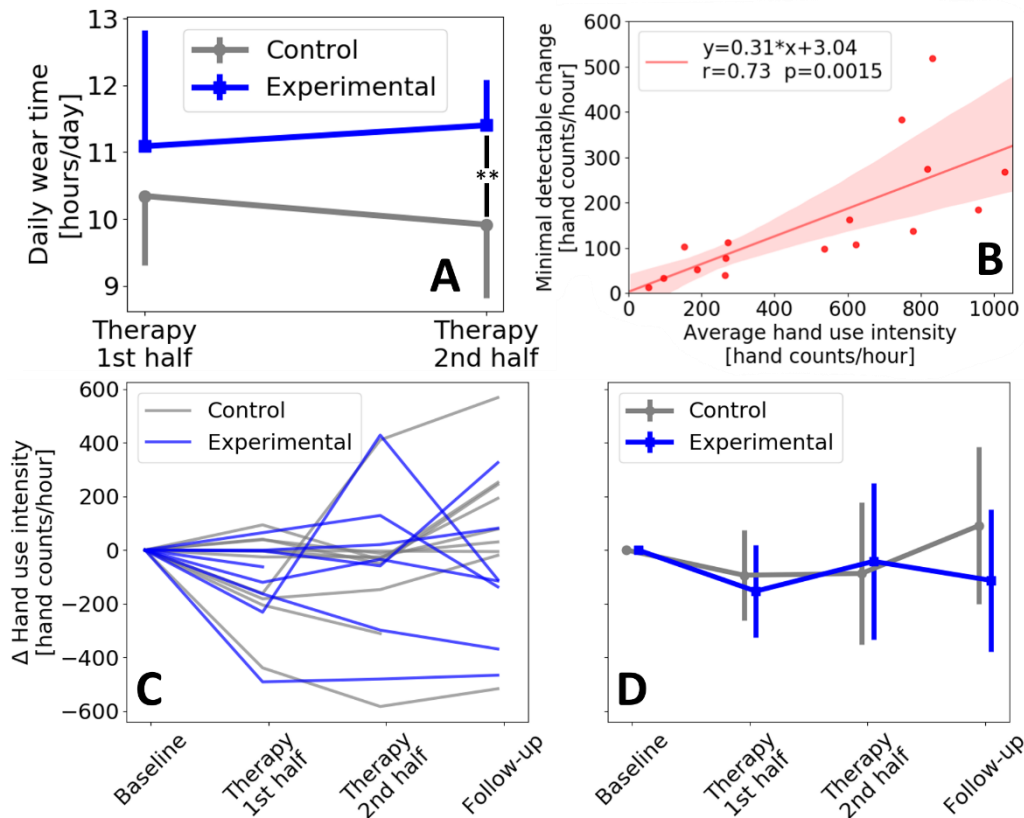 13
12
11
10
9
Daily wear time
[hours/day]
Control
Experimental
**
A
Therapy
1st half
Therapy
2nd half
600
500
400
300
200
100
0
Minimal detectable change
[hand counts/hour]
y=0.31*x+3.04
r=0.73 p=0.0015
B
0
200
400
600
800
1000
Average hand use intensity
[hand counts/hour]
600
400
200
0
−200
−400
−600
Δ Hand use intensity
[hand counts/hour]
Control
Experimental
C
Baseline
Therapy
1st half
Therapy
2nd half
Follow-up
Control
Experimental
D
Baseline
Therapy
1st half
Therapy
2nd half
Follow-up